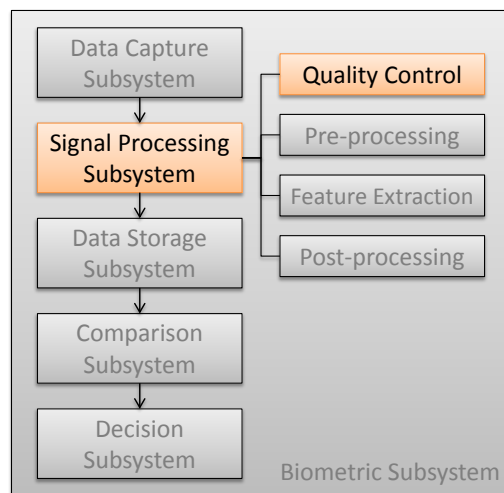 Data Capture
Subsystem
Signal Processing
Subsystem
Data Storage
Subsystem
Comparison
Subsystem
Decision
Subsystem
Quality Control
Pre-processing
Feature Extraction
Post-processing
Biometric Subsystem